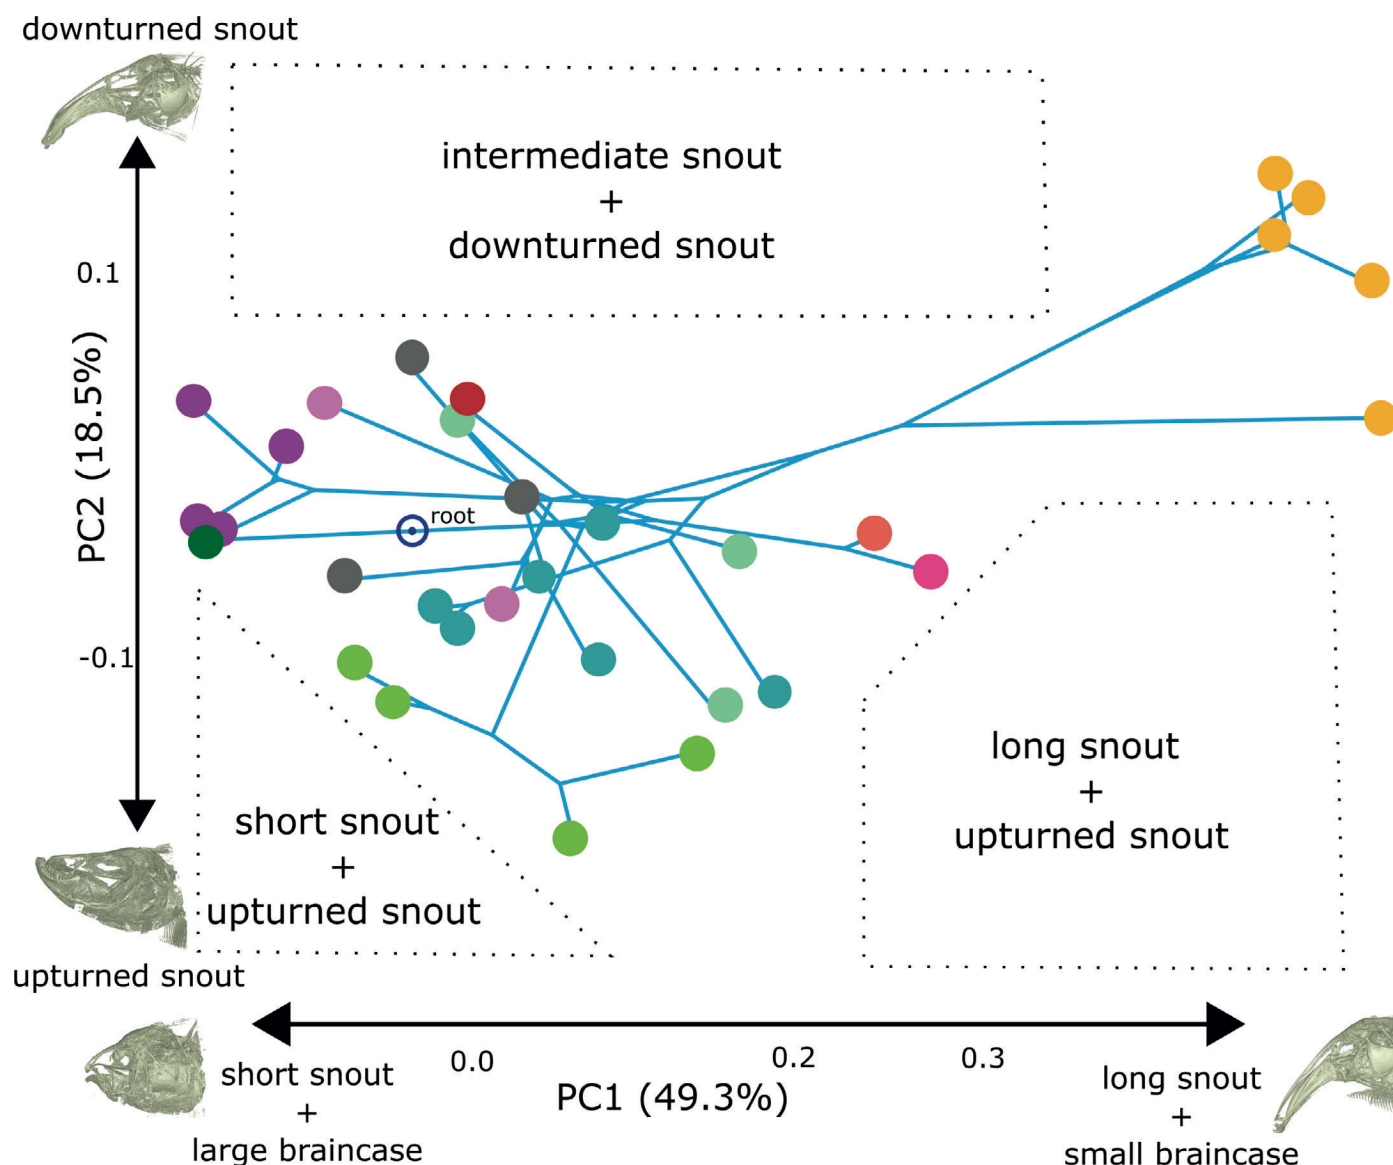 downturned snout
intermediate snout
+
downturned snout
0.1
PC2 (18.5%)
root
-0.1
long snout
+
upturned snout
short snout
+
upturned snout
upturned snout
0.0
0.2
0.3
short snout
+
large braincase
PC1 (49.3%)
long snout
+
small braincase